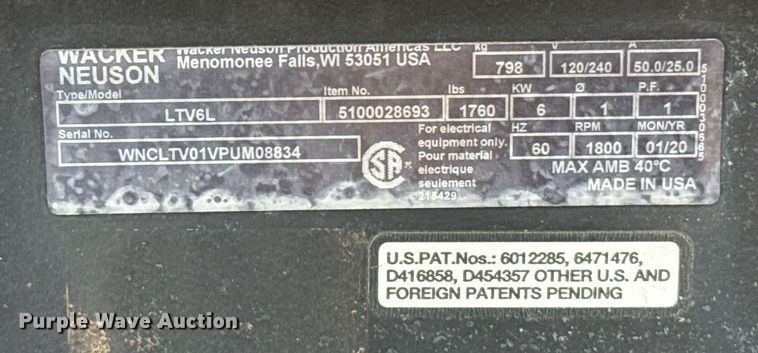 WACKER NEUSON
Wacker Neuson Production Americas LLC
Menomonee Falls, WI 53051 USA
kg V A
798 120/240 50.0/25.0
Type/Model Item No. lbs KW Ø P.F.
LTV6L 5100028693 1760 6 1 1
Serial No. HZ RPM MON/YR
WNCLTV01VPUM08834 60 1800 01/20
For electrical
equipment only.
Pour material
electrique
seulement
215429
MAX AMB 40°C
MADE IN USA
U.S.PAT.Nos.: 6012285, 6471476,
D416858, D454357 OTHER U.S. AND
FOREIGN PATENTS PENDING
Purple Wave Auction